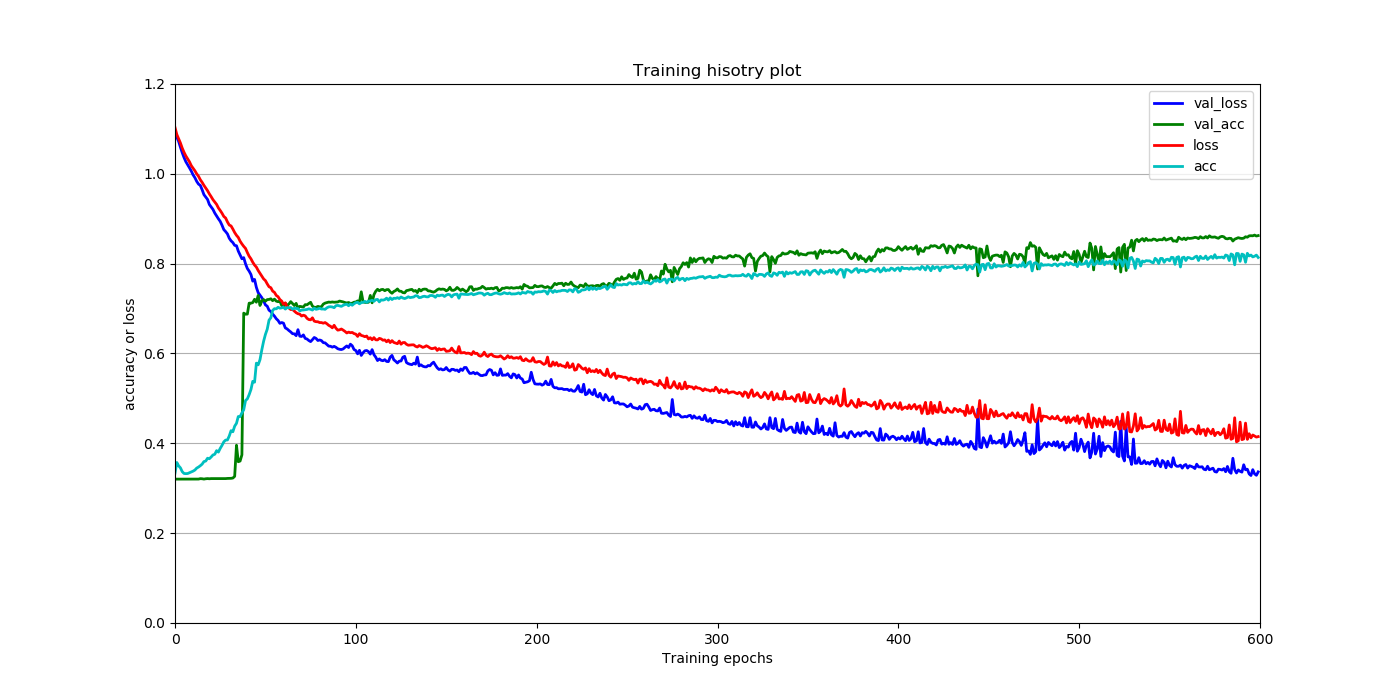 Training hisotry plot
1.2
1.0
0.8
0.6
0.4
0.2
0.0
accuracy or loss
val_loss
val_acc
loss
acc
0 100 200 300 400 500 600
Training epochs